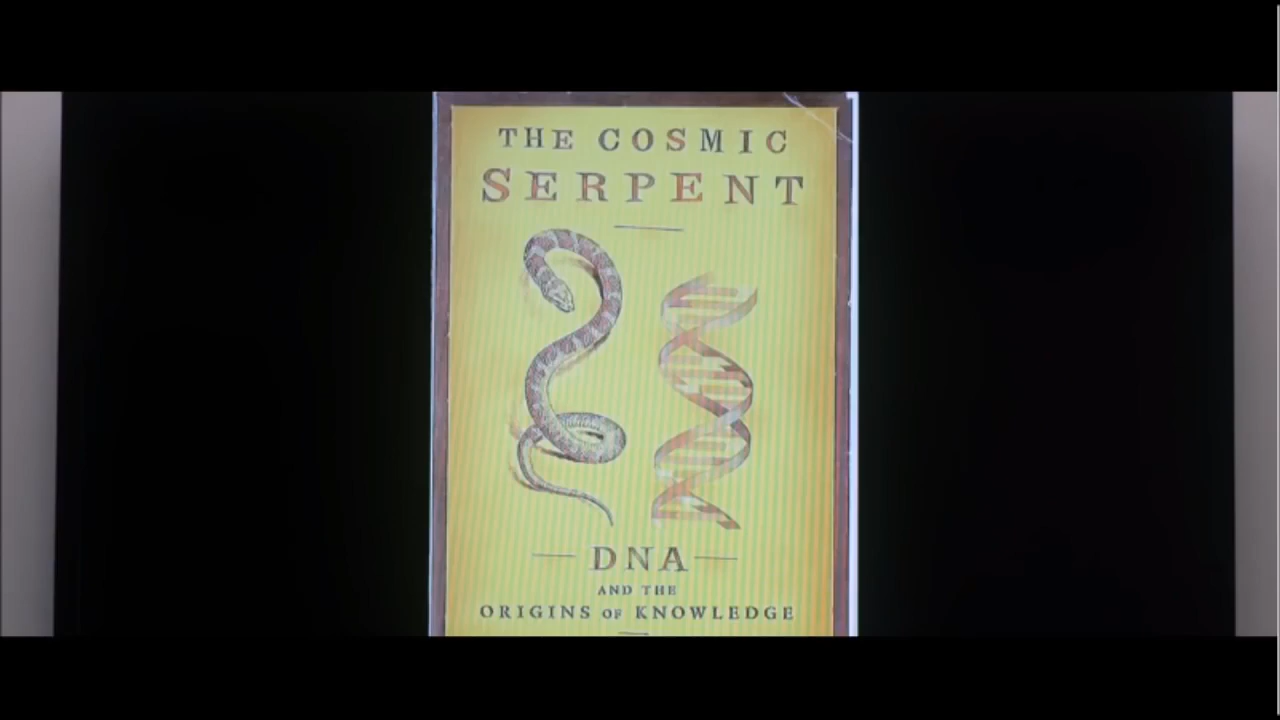 THE COSMIC
SERPENT
DNA
AND THE
ORIGINS OF KNOWLEDGE